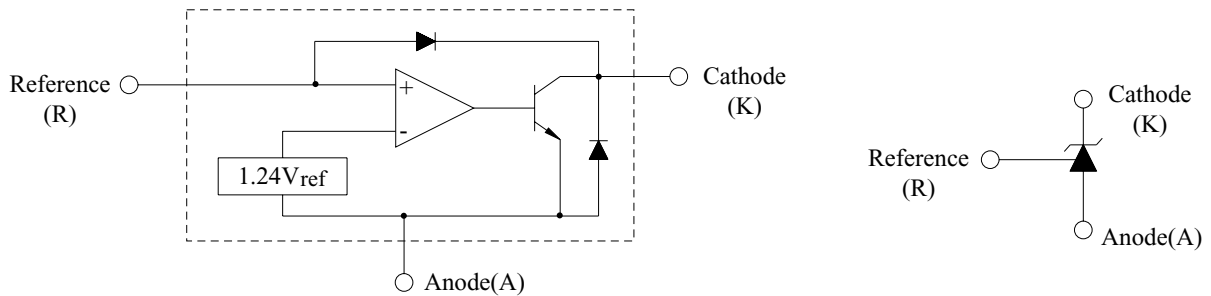 Reference
(R)
+
-
1.24Vref
Cathode
(K)
Anode(A)
Cathode
(K)
Reference
(R)
Anode(A)